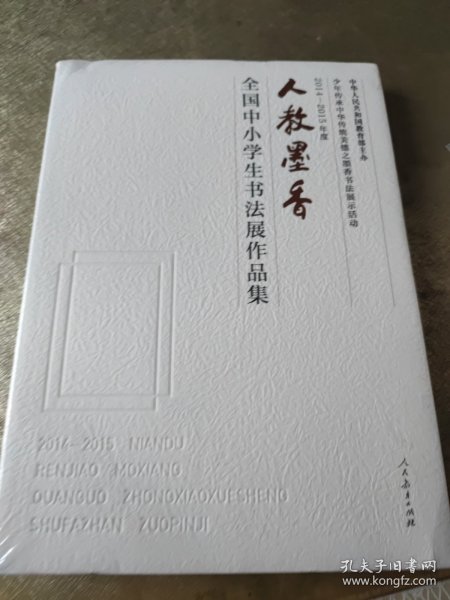 中华人民共和国教育部主办
少年传承中华传统美德之墨香书法展示活动
2014—2015年度
人教墨香
全国中小学生书法展作品集
2014-2015 NIANDU
RENJIAO MOXIANG
QUANGUO ZHONGXIAOXUESHENG
SHUFAZHAN ZUOPINJI
人民教育出版社
孔夫子旧书网
www.kongfz.com